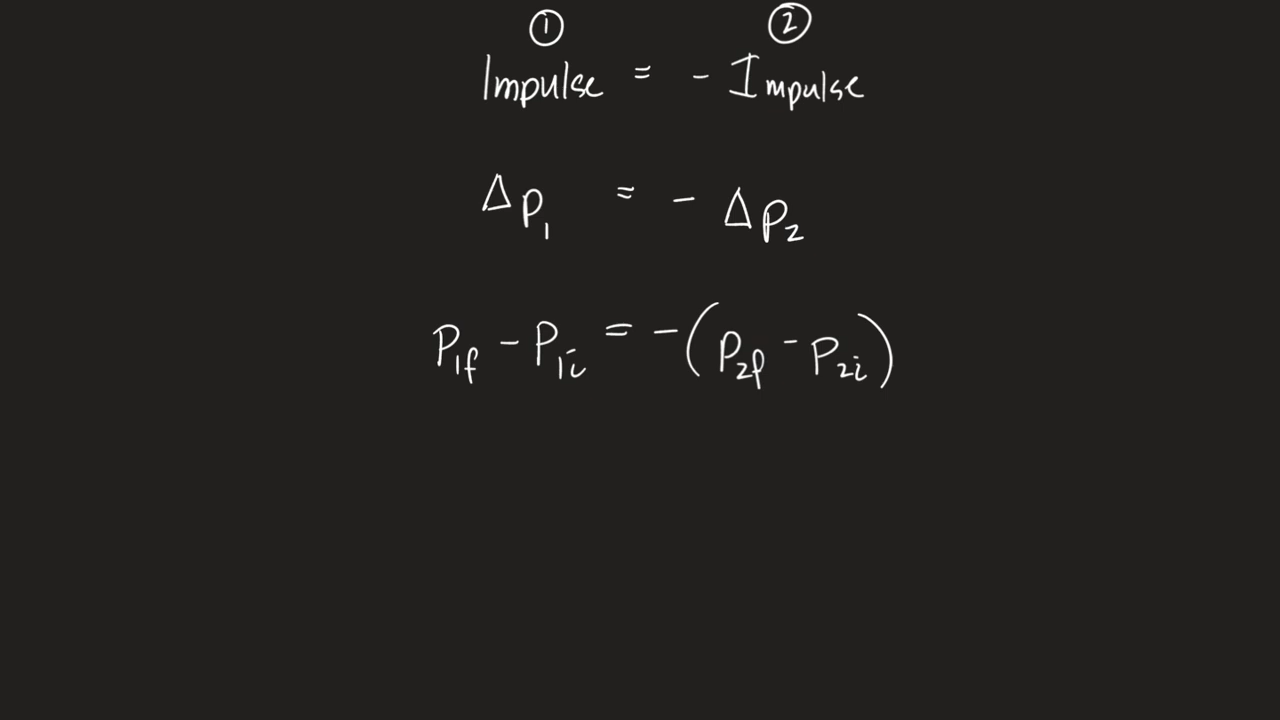 ① ②
Impulse = - Impulse
Δp₁ = - Δp₂
P₁f - P₁i = -(P₂f - P₂i)